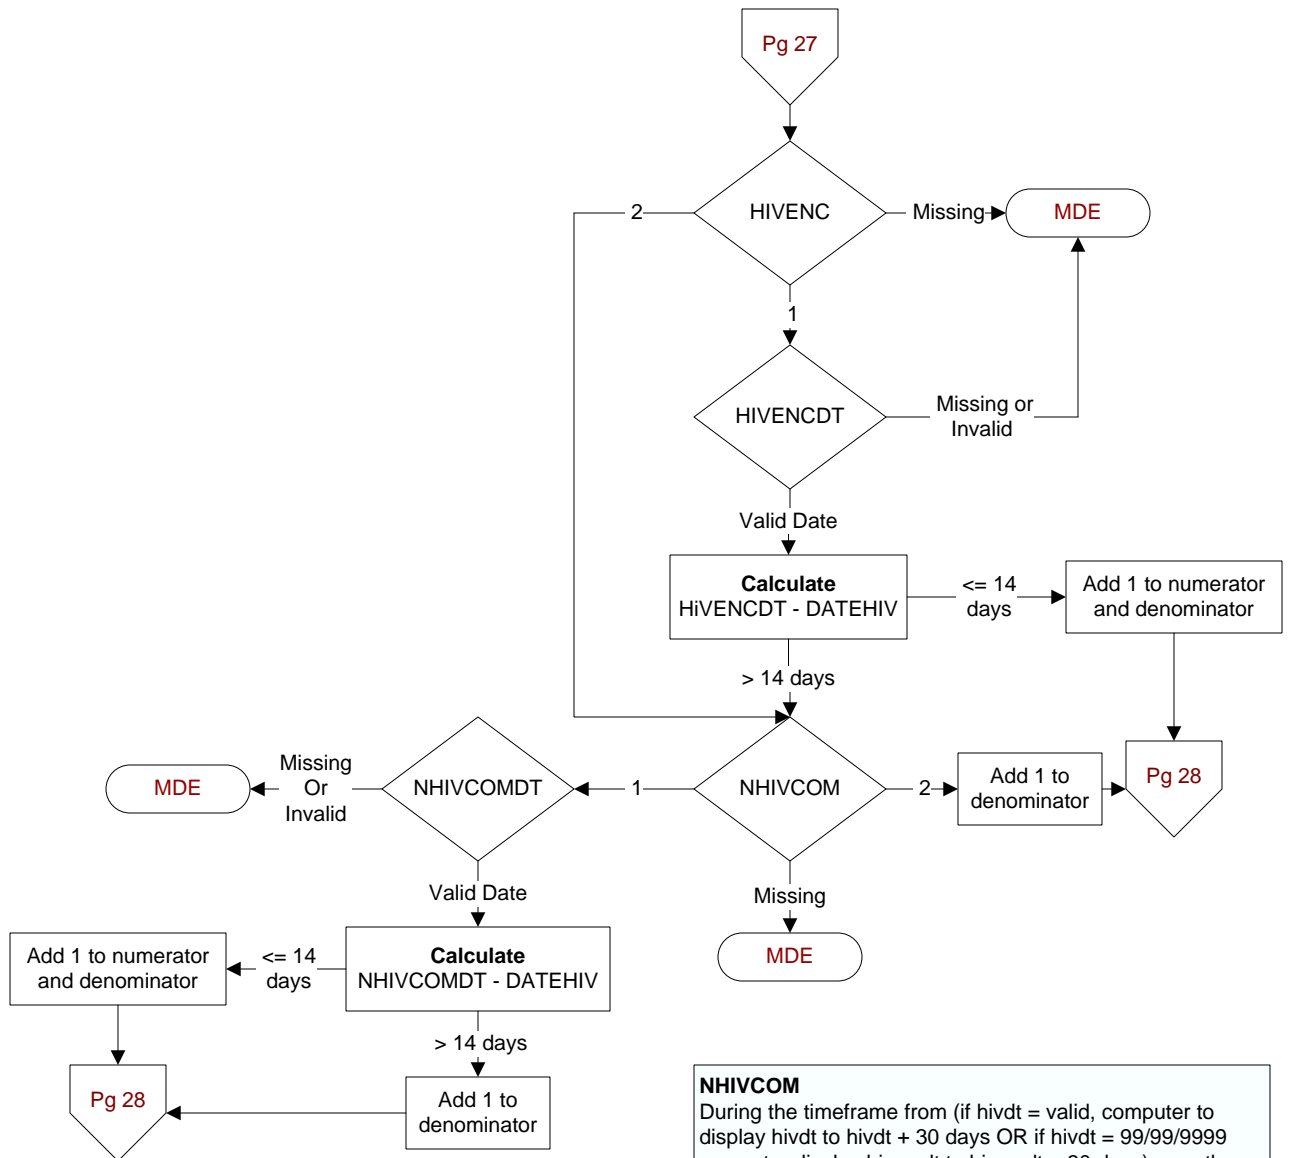 Pg 27
HIVENC
2
Missing
MDE
1
HIVENCDT
Missing or
Invalid
Valid Date
Calculate
HiVENCDT - DATEHIV
<= 14
days
Add 1 to numerator
and denominator
> 14 days
MDE
Missing
Or
Invalid
NHIVCOMDT
1
NHIVCOM
2
Add 1 to
denominator
Pg 28
Valid Date
Missing
MDE
Add 1 to numerator
and denominator
<= 14
days
Calculate
NHIVCOMDT - DATEHIV
> 14 days
Pg 28
Add 1 to
denominator
NHIVCOM
During the timeframe from (if hivdt = valid, computer to
display hivdt to hivdt + 30 days OR if hivdt = 99/99/9999